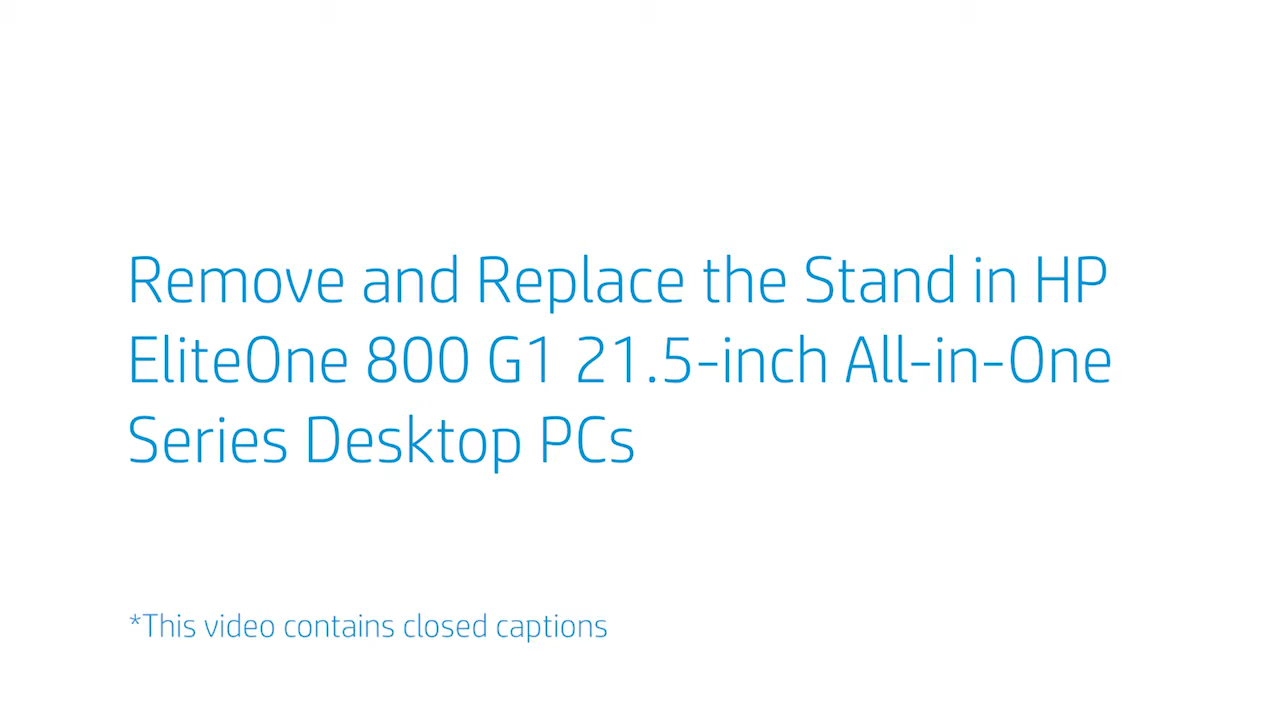 Remove and Replace the Stand in HP
EliteOne 800 G1 21.5-inch All-in-One
Series Desktop PCs
*This video contains closed captions